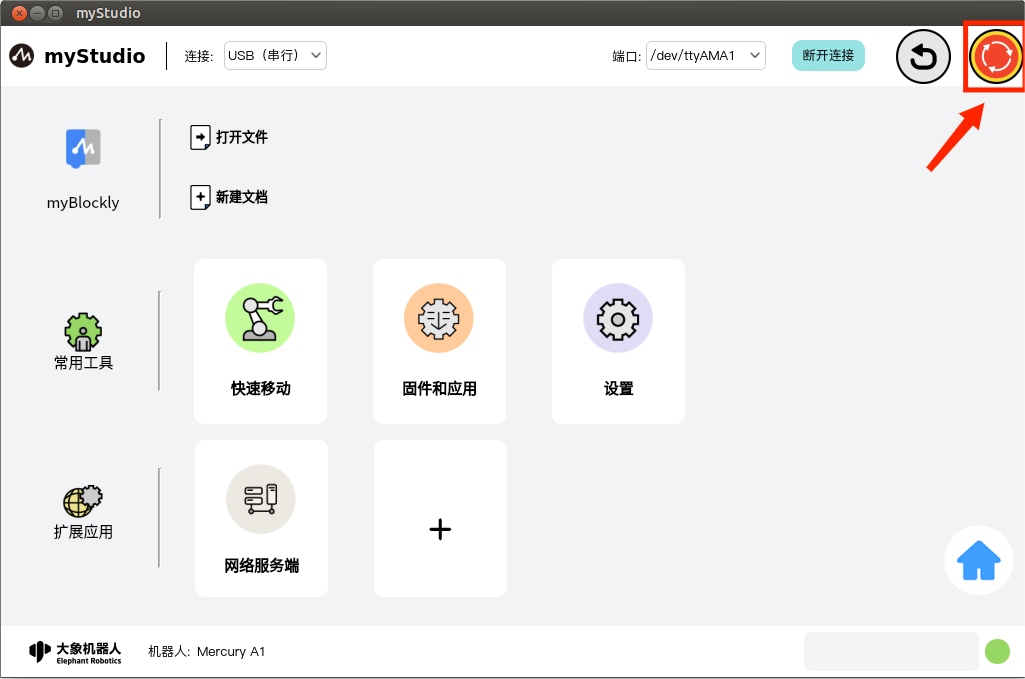 myStudio
myStudio
连接:
USB（串行）
端口:
/dev/ttyAMA1
断开连接
打开文件
新建文档
myBlockly
快速移动
固件和应用
设置
常用工具
网络服务端
扩展应用
大象机器人
Elephant Robotics
机器人: Mercury A1